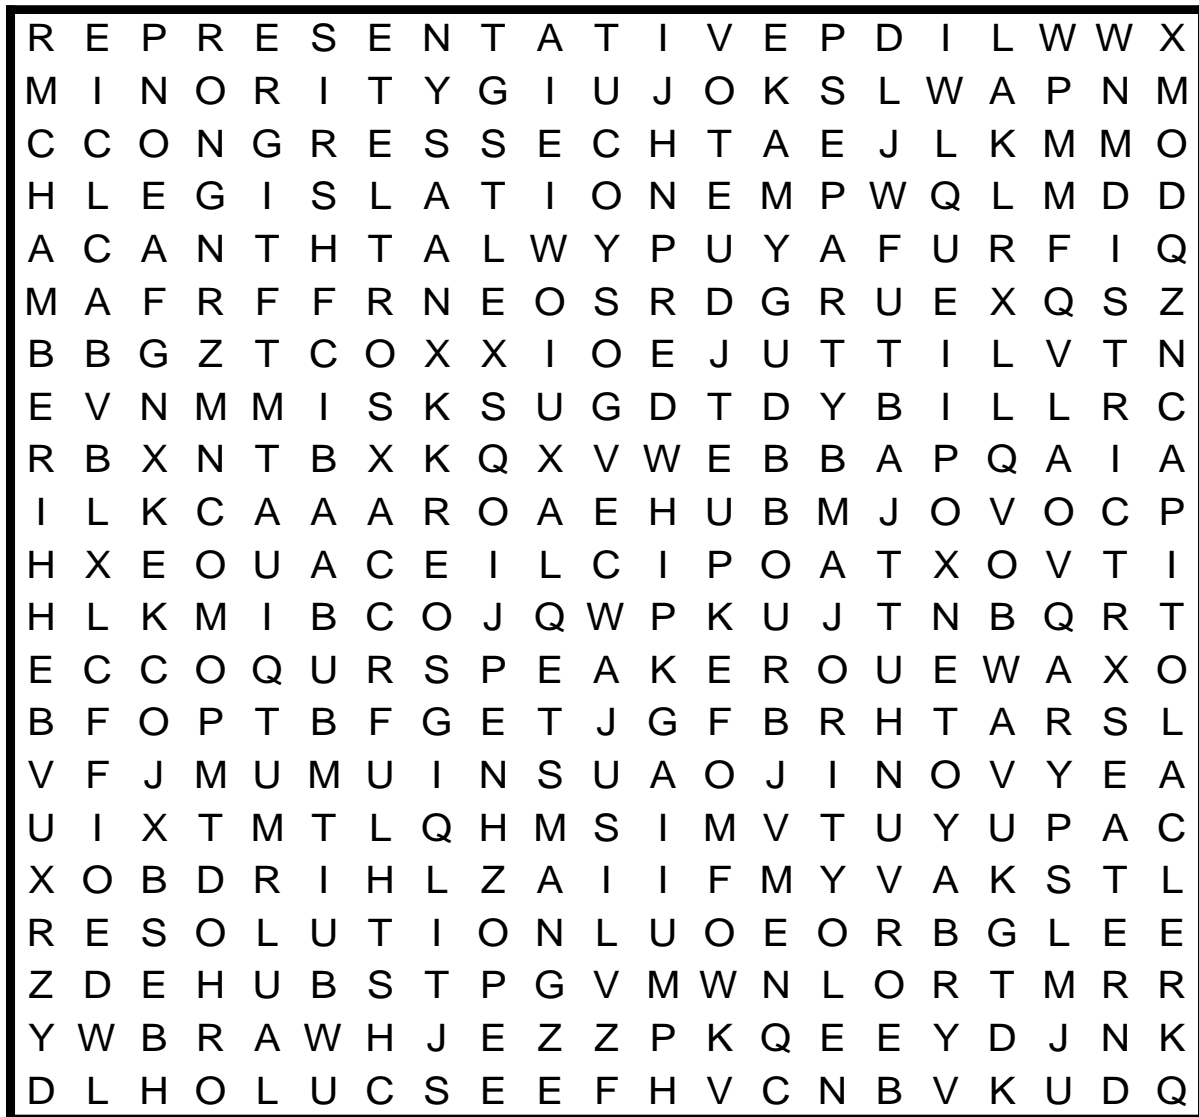 R E P R E S E N T A T I V E P D I L W W X
M I N O R I T Y G I U J O K S L W A P N M
C C O N G R E S S E C H T A E J L K M M O
H L E G I S L A T I O N E M P W Q L M D D
A C A N T H T A L W Y P U Y A F U R F I Q
M A F R F F R N E O S R D G R U E X Q S Z
B B G Z T C O X X I O E J U T T I L V T N
E V N M M I S K S U G D T D Y B I L L R C
R B X N T B X K Q X V W E B B A P Q A I A
I L K C A A A R O A E H U B M J O V O C P
H X E O U A C E I L C I P O A T X O V T I
H L K M I B C O J Q W P K U J T N B Q R T
E C C O Q U R S P E A K E R O U E W A X O
B F O P T B F G E T J G F B R H T A R S L
V F J M U M U I N S U A O J I N O V Y E A
U I X T M T L Q H M S I M V T U Y U P A C
X O B D R I H L Z A I I F M Y V A K S T L
R E S O L U T I O N L U O E O R B G L E E
Z D E H U B S T P G V M W N L O R T M R R
Y W B R A W H J E Z Z P K Q E E Y D J N K
D L H O L U C S E E F H V C N B V K U D Q